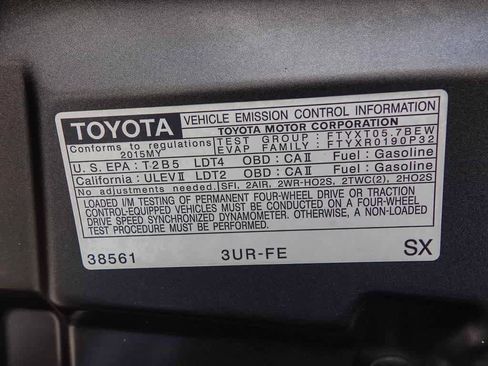 TOYOTA VEHICLE EMISSION CONTROL INFORMATION
TOYOTA MOTOR CORPORATION
Conforms to regulations TEST GROUP : FTYXT05.7BEW
2015MY EVAP FAMILY : FTYXR0190P32
U.S. EPA : T2B5 LDT4 OBD : CAⅡ Fuel : Gasoline
California : ULEVⅡ LDT2 OBD : CAⅡ Fuel : Gasoline
No adjustments needed. SFI, 2AIR, 2WR-HO2S, 2TWC(2), 2HO2S
LOADED I/M TESTING OF PERMANENT FOUR-WHEEL DRIVE OR TRACTION
CONTROL-EQUIPPED VEHICLES MUST BE CONDUCTED ON A FOUR-WHEEL
DRIVE SPEED SYNCHRONIZED DYNAMOMETER. OTHERWISE, A NON-LOADED
TEST PROCEDURE MUST BE PERFORMED.
38561 3UR-FE SX